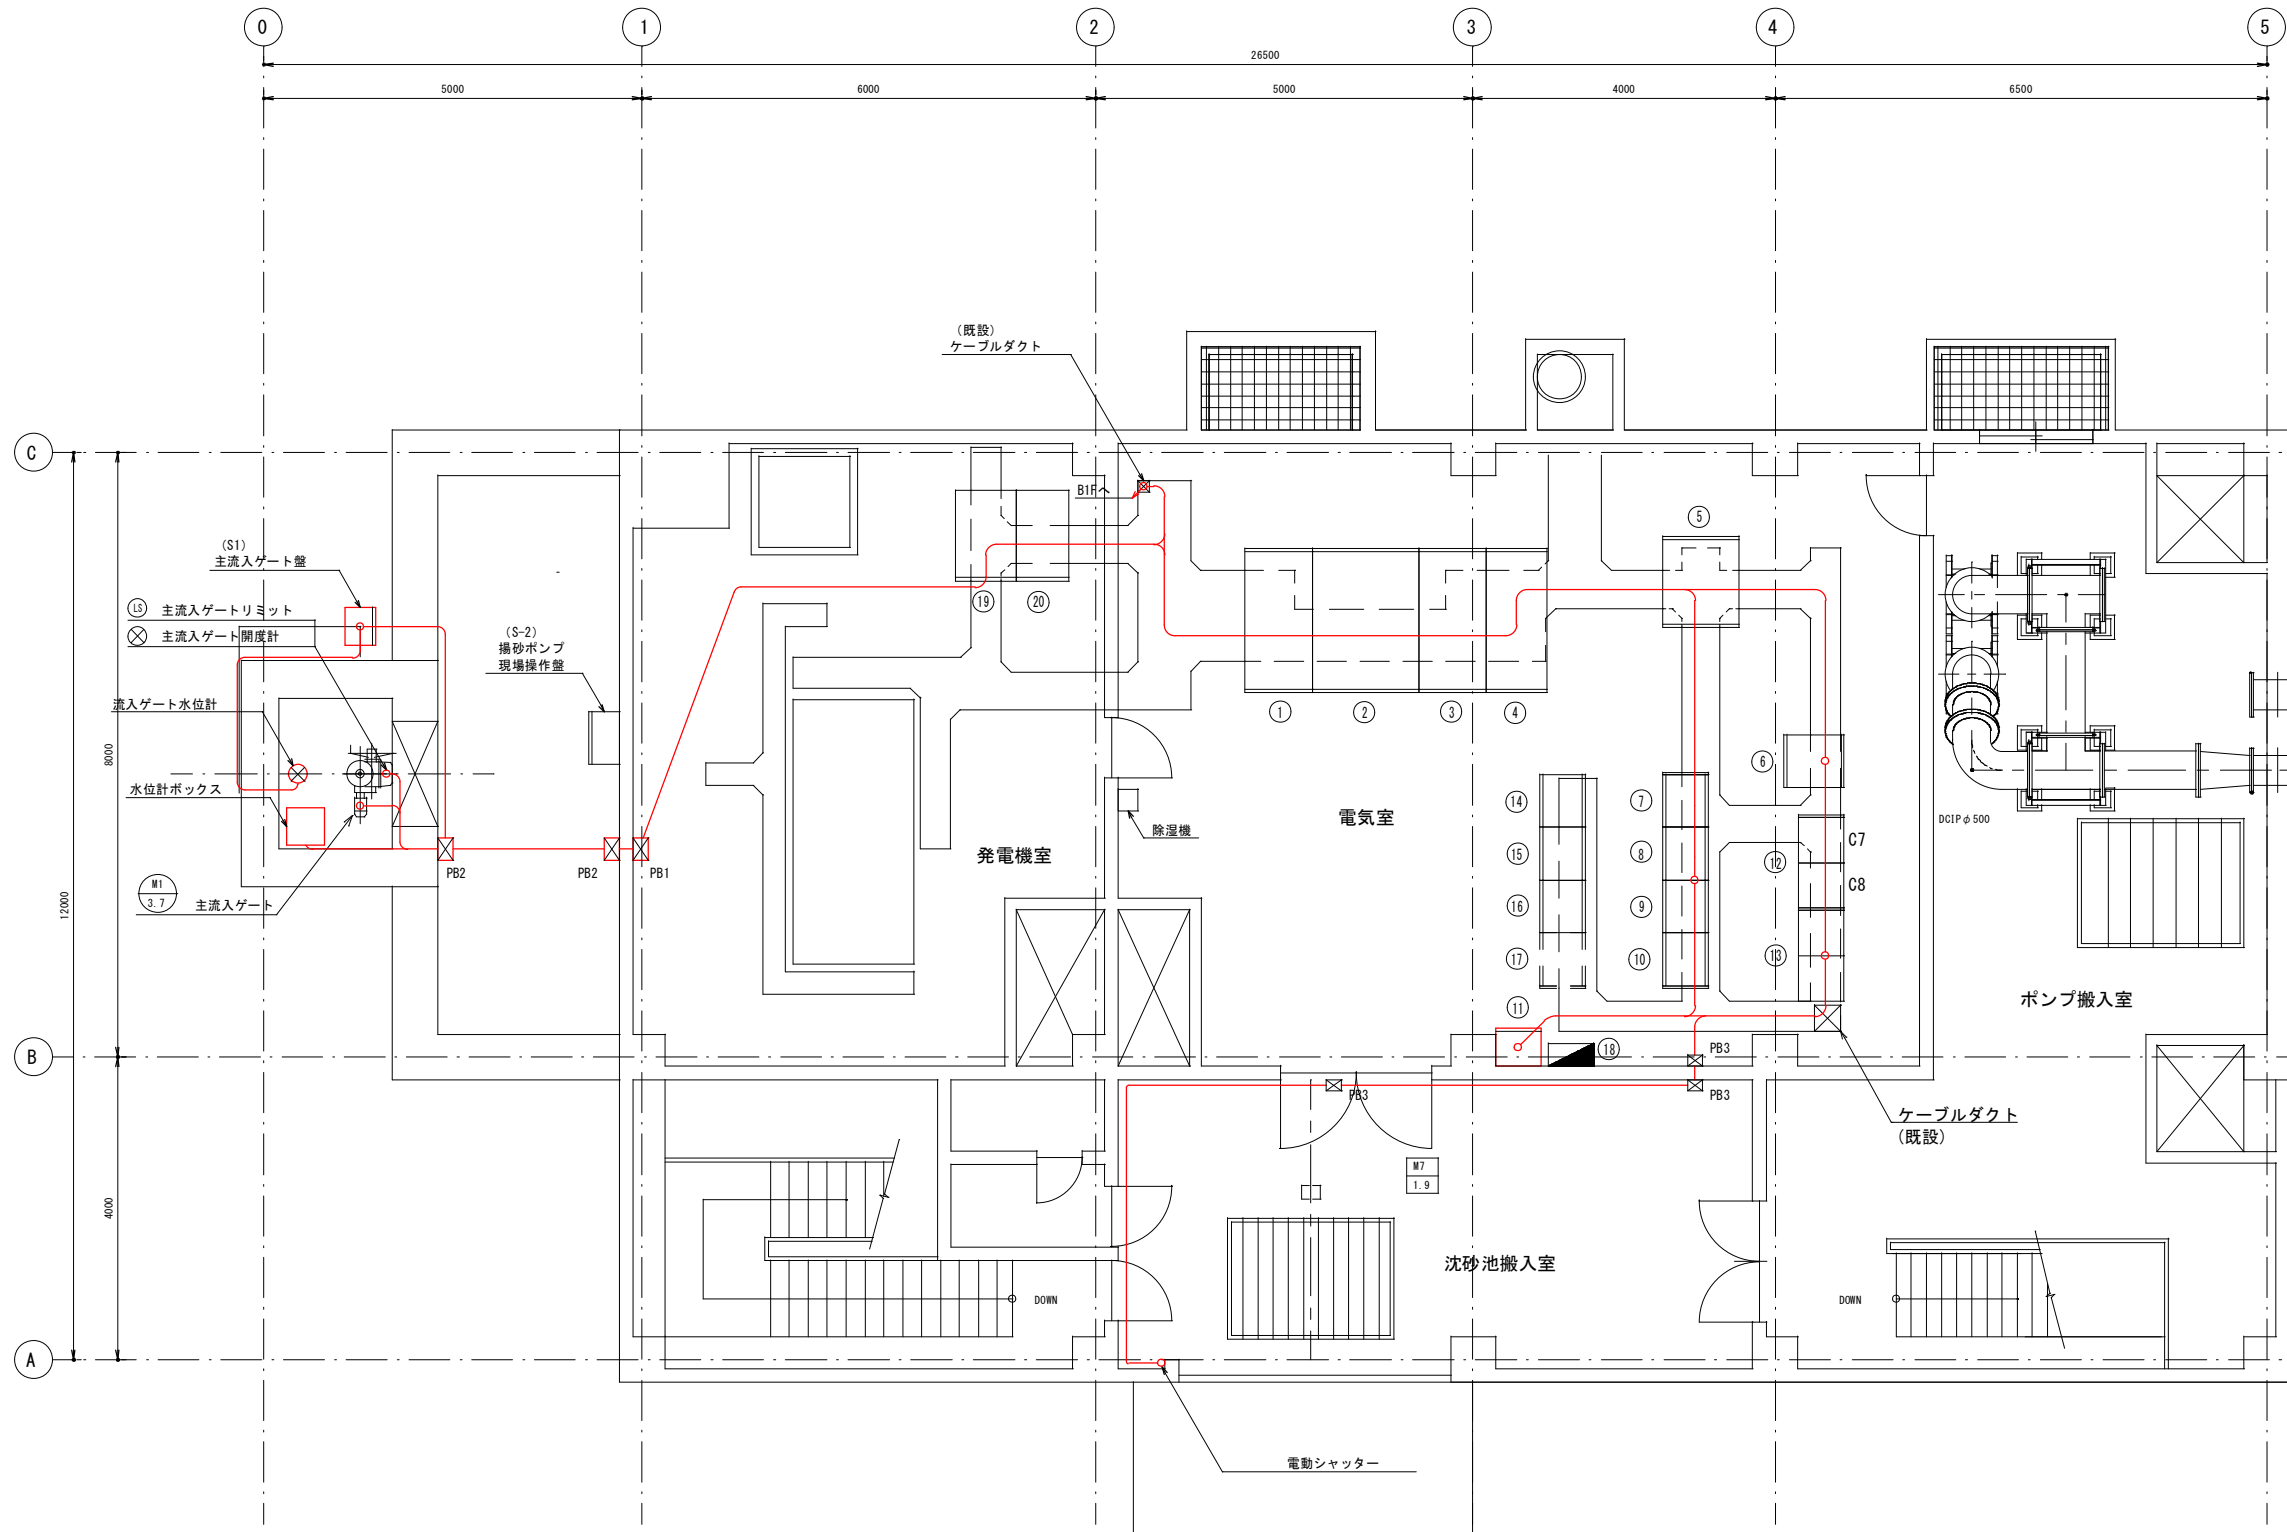 0
1
2
3
4
5
26500
5000
6000
5000
4000
6500
(既設)
ケーブルダクト
C
B1Fへ
5
(S1)
主流入ゲート盤
LS 主流入ゲートリミット
主流入ゲート開度計
19
20
(S-2)
揚砂ポンプ
現場操作盤
流入ゲート水位計
1
2
3
4
8000
6
水位計ボックス
14
7
電気室
除湿機
DCIPφ500
C7
発電機室
15
8
12
PB2
PB2
PB1
C8
M1
3.7
主流入ゲート
12000
16
9
17
10
13
ポンプ搬入室
11
B
18
PB3
PB3
PB3
ケーブルダクト
(既設)
M7
1.9
4000
沈砂池搬入室
DOWN
DOWN
A
電動シャッター